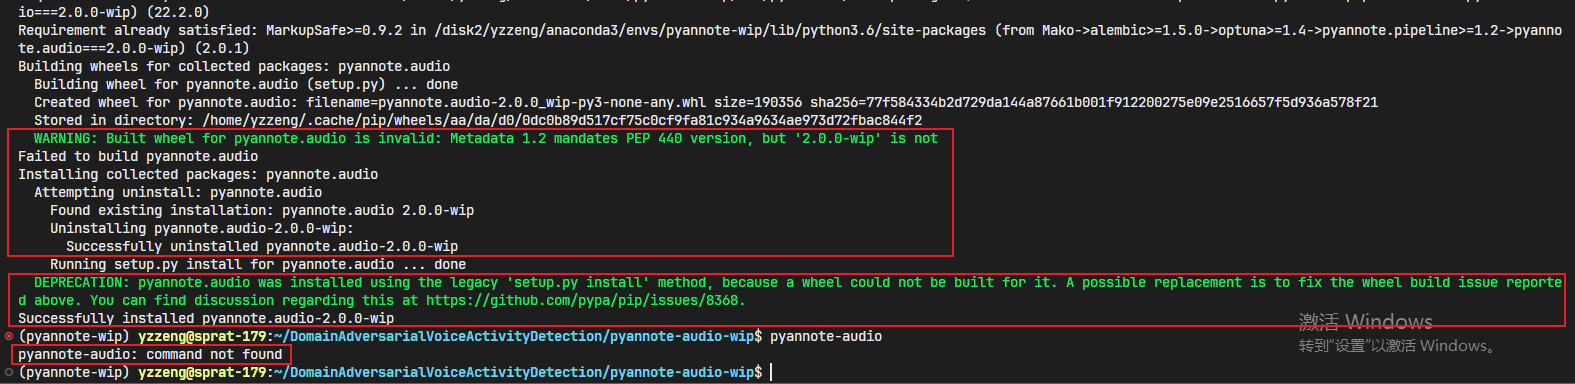 io===2.0.0-wip) (22.2.0)
Requirement already satisfied: MarkupSafe>=0.9.2 in /disk2/yzzeng/anaconda3/envs/pyannote-wip/lib/python3.6/site-packages (from Mako->alembic>=1.5.0->optuna>=1.4->pyannote.pipeline>=1.2->pyanno
te.audio===2.0.0-wip) (2.0.1)
Building wheels for collected packages: pyannote.audio
  Building wheel for pyannote.audio (setup.py) ... done
  Created wheel for pyannote.audio: filename=pyannote.audio-2.0.0_wip-py3-none-any.whl size=190356 sha256=77f584334b2d729da144a87661b001f912200275e09e2516657f5d936a578f21
  Stored in directory: /home/yzzeng/.cache/pip/wheels/aa/da/d0/0dc0b89d517cf75c0cf9fa81c934a9634ae973d72fbac844f2
  WARNING: Built wheel for pyannote.audio is invalid: Metadata 1.2 mandates PEP 440 version, but '2.0.0-wip' is not
Failed to build pyannote.audio
Installing collected packages: pyannote.audio
  Attempting uninstall: pyannote.audio
    Found existing installation: pyannote.audio 2.0.0-wip
    Uninstalling pyannote.audio-2.0.0-wip:
      Successfully uninstalled pyannote.audio-2.0.0-wip
    Running setup.py install for pyannote.audio ... done
  DEPRECATION: pyannote.audio was installed using the legacy 'setup.py install' method, because a wheel could not be built for it. A possible replacement is to fix the wheel build issue reporte
d above. You can find discussion regarding this at https://github.com/pypa/pip/issues/8368.
Successfully installed pyannote.audio-2.0.0-wip
(pyannote-wip) yzzeng@sprat-179:~/DomainAdversarialVoiceActivityDetection/pyannote-audio-wip$ pyannote-audio
pyannote-audio: command not found
(pyannote-wip) yzzeng@sprat-179:~/DomainAdversarialVoiceActivityDetection/pyannote-audio-wip$
激活 Windows
转到“设置”以激活 Windows。